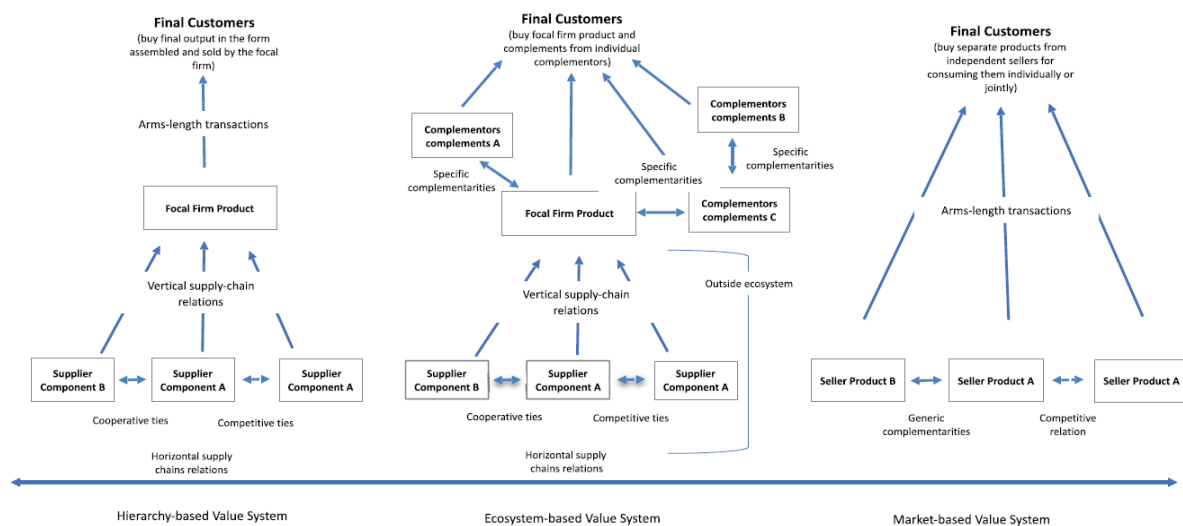 Final Customers
(buy final output in the form
assembled and sold by the focal
firm)
Arms-length transactions
Focal Firm Product
Vertical supply-chain
relations
Supplier
Component B
Supplier
Component A
Supplier
Component A
Cooperative ties
Competitive ties
Horizontal supply
chains relations
Hierarchy-based Value System
Final Customers
(buy focal firm product and
complements from individual
complementors)
Complementors
complements A
Complementors
complements B
Specific
complementarities
Specific
complementarities
Specific
complementarities
Focal Firm Product
Complementors
complements C
Outside ecosystem
Vertical supply-chain
relations
Supplier
Component B
Supplier
Component A
Supplier
Component A
Cooperative ties
Competitive ties
Horizontal supply
chains relations
Ecosystem-based Value System
Final Customers
(buy separate products from
independent sellers for
consuming them individually or
jointly)
Arms-length transactions
Seller Product B
Seller Product A
Seller Product A
Generic
complementarities
Competitive
relation
Market-based Value System